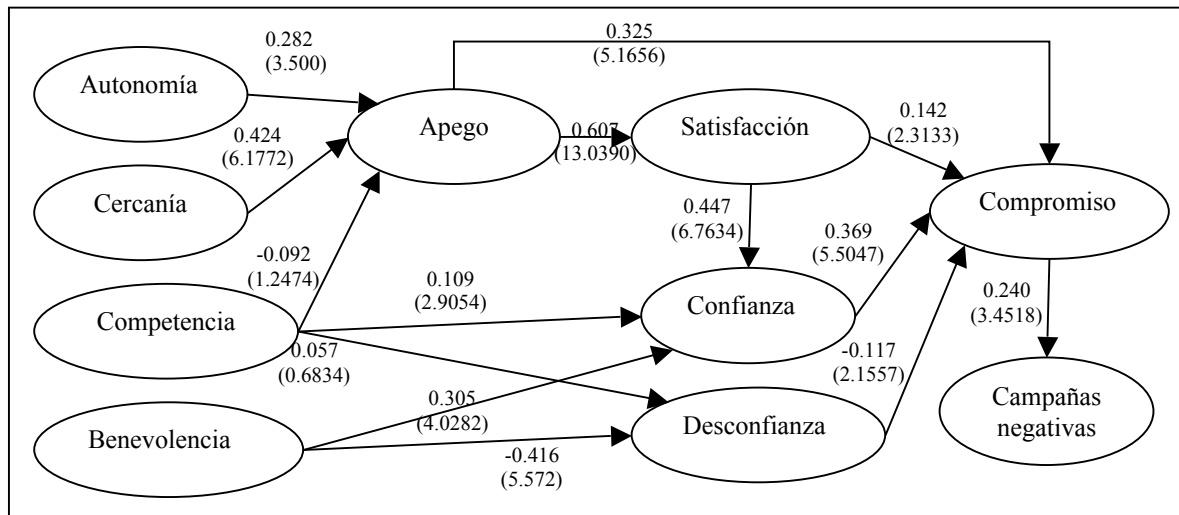 0.282
(3.500)
0.325
(5.1656)
Autonomía
Apego
0.607
(13.0390)
Satisfacción
0.142
(2.3133)
0.424
(6.1772)
Cercanía
Compromiso
0.447
(6.7634)
0.369
(5.5047)
-0.092
(1.2474)
0.109
(2.9054)
Competencia
Confianza
0.240
(3.4518)
0.057
(0.6834)
-0.117
(2.1557)
0.305
(4.0282)
Benevolencia
Desconfianza
Campañas
negativas
-0.416
(5.572)